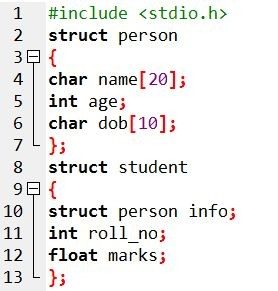 1 #include <stdio.h>
2 struct person
3 {
4 char name[20];
5 int age;
6 char dob[10];
7 };
8 struct student
9 {
10 struct person info;
11 int roll_no;
12 float marks;
13 };